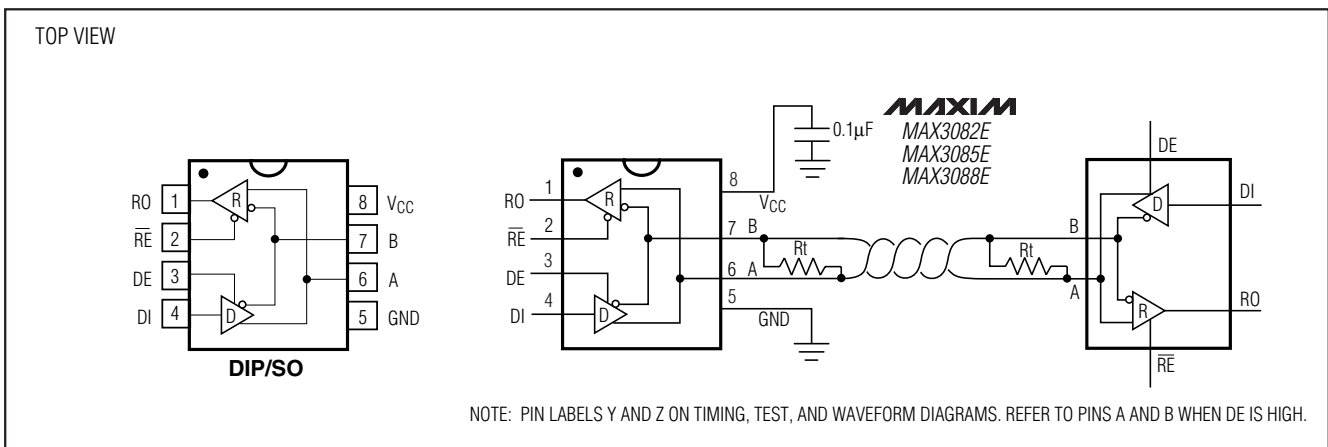 TOP VIEW
RO 1
RE 2
DE 3
DI 4
R
D
8 VCC
7 B
6 A
5 GND
DIP/SO
RO 1
RE 2
DE 3
DI 4
R
D
8
VCC
7 B
6 A
5
GND
0.1µF
MAXIM
MAX3082E
MAX3085E
MAX3088E
Rt
Rt
B
A
DE
D
DI
R
RO
RE
NOTE: PIN LABELS Y AND Z ON TIMING, TEST, AND WAVEFORM DIAGRAMS. REFER TO PINS A AND B WHEN DE IS HIGH.